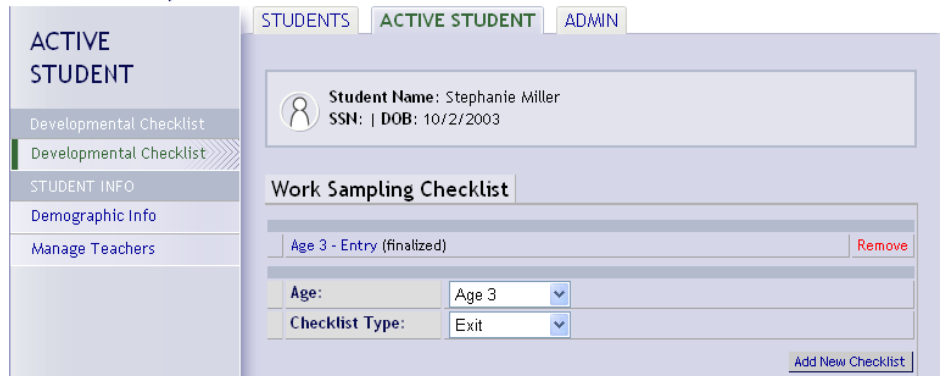 STUDENTS ACTIVE STUDENT ADMIN
ACTIVE
STUDENT
Developmental Checklist
Developmental Checklist
STUDENT INFO
Demographic Info
Manage Teachers
Student Name: Stephanie Miller
SSN: | DOB: 10/2/2003
Work Sampling Checklist
Age 3 - Entry (finalized) Remove
Age: Age 3
Checklist Type: Exit
Add New Checklist